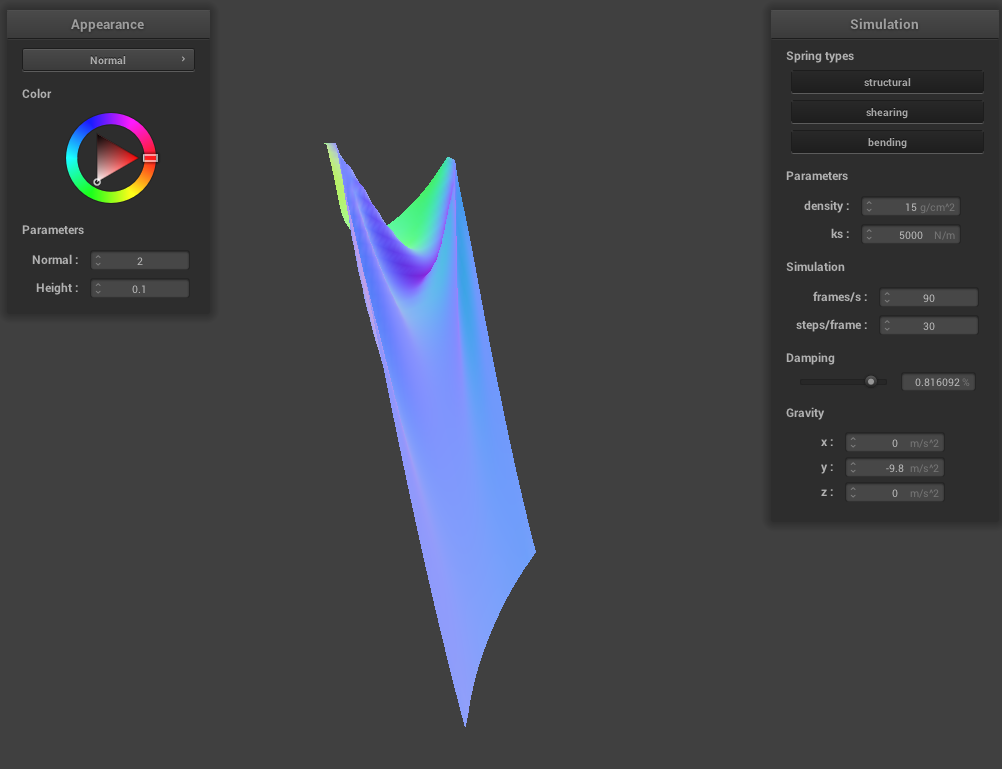 Appearance
Normal ›
Color
Parameters
Normal : 2
Height : 0.1
Simulation
Spring types
structural
shearing
bending
Parameters
density : 15 g/cm^2
ks : 5000 N/m
Simulation
frames/s : 90
steps/frame : 30
Damping
0.816092 %
Gravity
x : 0 m/s^2
y : -9.8 m/s^2
z : 0 m/s^2